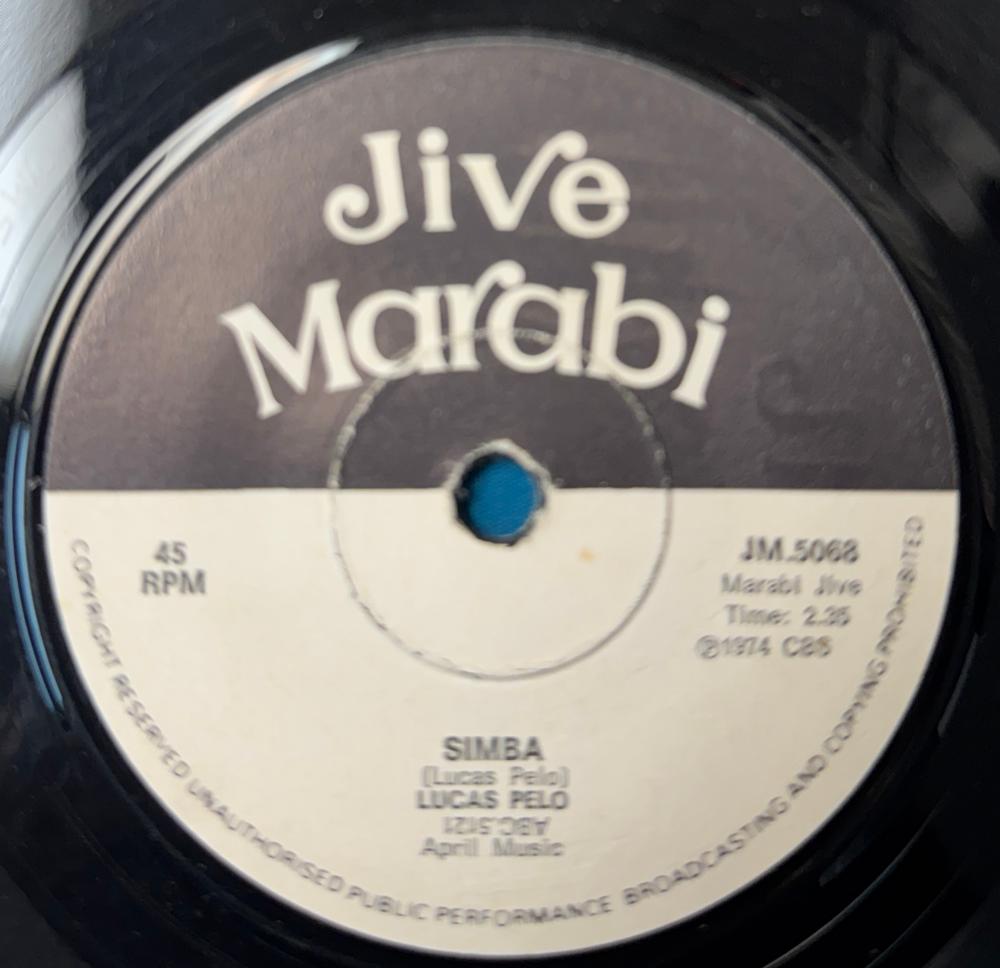 Jive
Marabi
45
RPM
JM.5068
Marabi Jive
Time: 2.35
℗1974 CBS
SIMBA
(Lucas Pelo)
LUCAS PELO
ABC.5121
April Music
COPYRIGHT RESERVED UNAUTHORISED PUBLIC PERFORMANCE BROADCASTING AND COPYING PROHIBITED